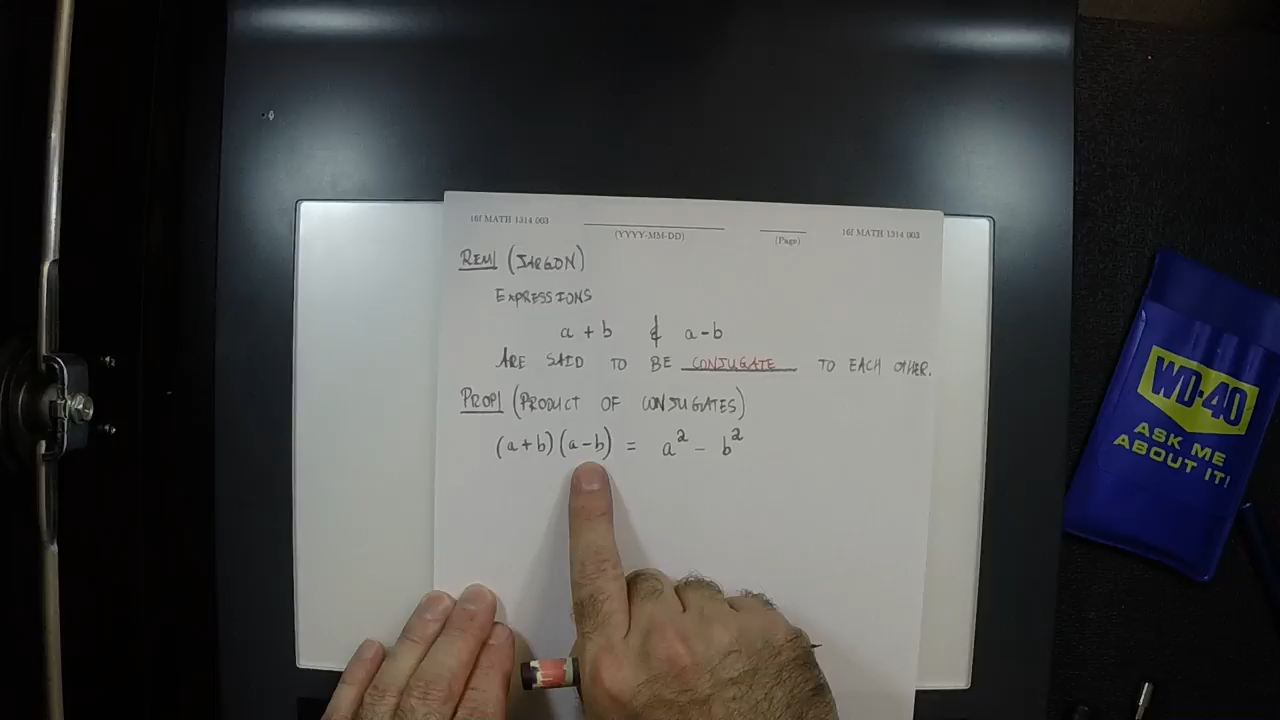 16f MATH 1314 003 (YYYY-MM-DD) (Page) 16f MATH 1314 003
REM (JARGON)
EXPRESSIONS
a + b & a - b
ARE SAID TO BE CONJUGATE TO EACH OTHER.
PROP (PRODUCT OF CONJUGATES)
(a + b)(a - b) = a² - b²
WD-40
ASK ME
ABOUT IT!